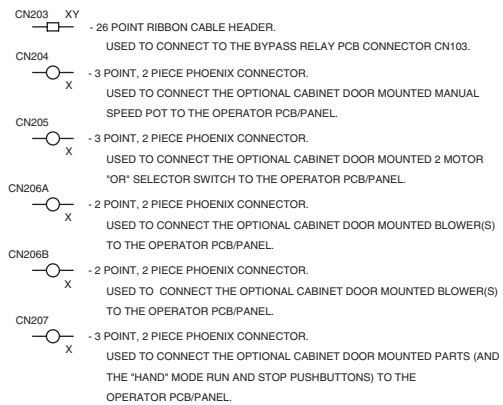 CN203 XY
- 26 POINT RIBBON CABLE HEADER.
USED TO CONNECT TO THE BYPASS RELAY PCB CONNECTOR CN103.
CN204
X
- 3 POINT, 2 PIECE PHOENIX CONNECTOR.
USED TO CONNECT THE OPTIONAL CABINET DOOR MOUNTED MANUAL
SPEED POT TO THE OPERATOR PCB/PANEL.
CN205
X
- 3 POINT, 2 PIECE PHOENIX CONNECTOR.
USED TO CONNECT THE OPTIONAL CABINET DOOR MOUNTED 2 MOTOR
"OR" SELECTOR SWITCH TO THE OPERATOR PCB/PANEL.
CN206A
X
- 2 POINT, 2 PIECE PHOENIX CONNECTOR.
USED TO CONNECT THE OPTIONAL CABINET DOOR MOUNTED BLOWER(S)
TO THE OPERATOR PCB/PANEL.
CN206B
X
- 2 POINT, 2 PIECE PHOENIX CONNECTOR.
USED TO CONNECT THE OPTIONAL CABINET DOOR MOUNTED BLOWER(S)
TO THE OPERATOR PCB/PANEL.
CN207
X
- 3 POINT, 2 PIECE PHOENIX CONNECTOR.
USED TO CONNECT THE OPTIONAL CABINET DOOR MOUNTED PARTS (AND
THE "HAND" MODE RUN AND STOP PUSHBUTTONS) TO THE
OPERATOR PCB/PANEL.